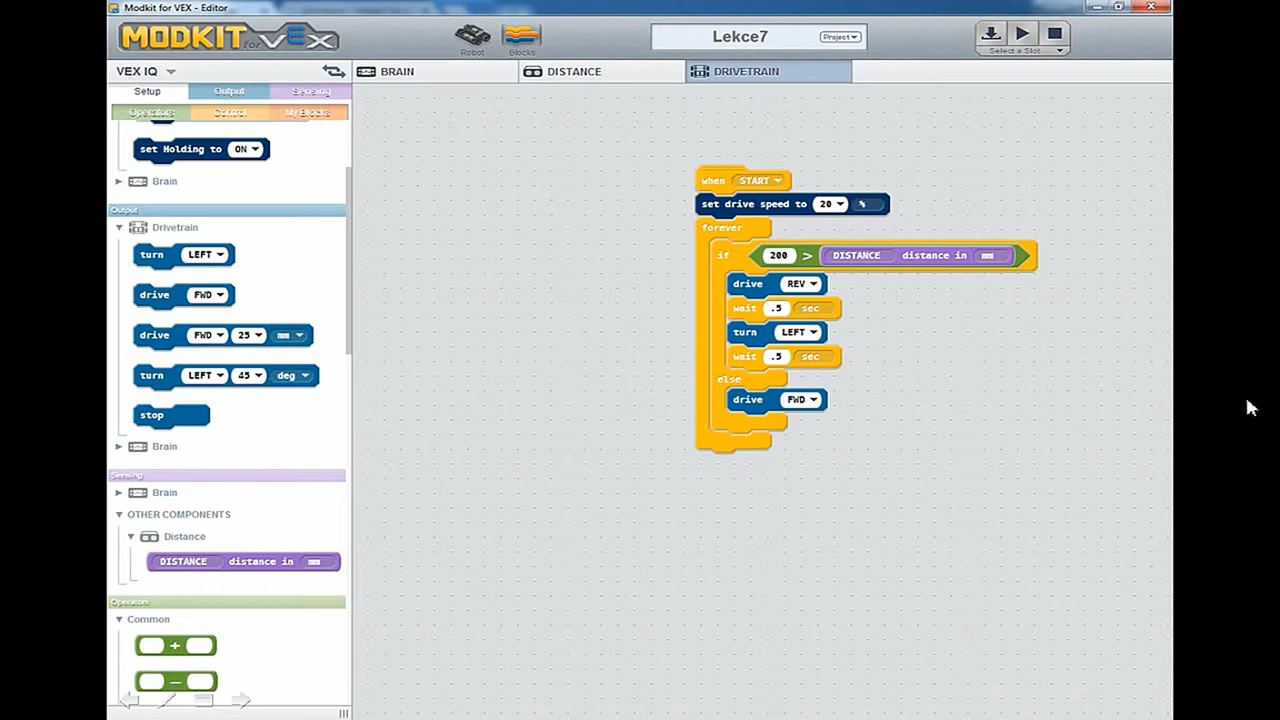 Modkit for VEX - Editor
MODKIT for VEX
Robot
Blocks
Lekce7
Project
Select a Slot
VEX IQ
BRAIN
DISTANCE
DRIVETRAIN
Setup
Output
Sensing
Operators
Control
My Blocks
set Holding to ON
Brain
Output
Drivetrain
turn LEFT
drive FWD
drive FWD 25 mm
turn LEFT 45 deg
stop
Brain
Sensing
Brain
OTHER COMPONENTS
Distance
DISTANCE distance in mm
Operators
Common
+
–
when START
set drive speed to 20 %
forever
if 200 > DISTANCE distance in mm
drive REV
wait .5 sec
turn LEFT
wait .5 sec
else
drive FWD